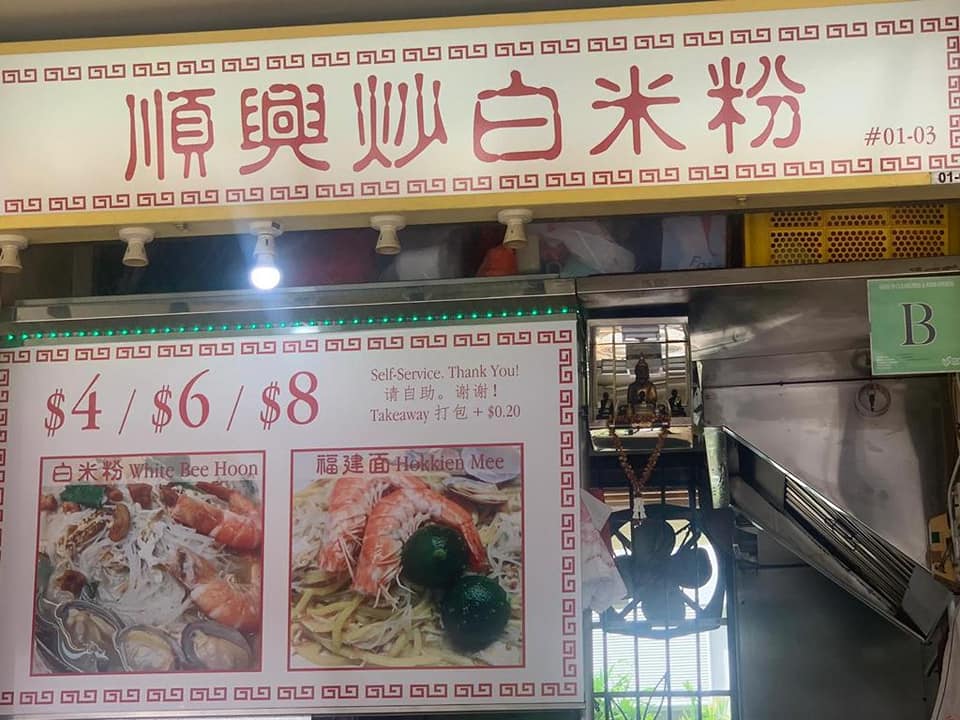 順興炒白米粉
#01-03
$4 / $6 / $8
Self-Service. Thank You!
请自助。谢谢!
Takeaway 打包 + $0.20
白米粉 White Bee Hoon
福建面 Hokkien Mee
B